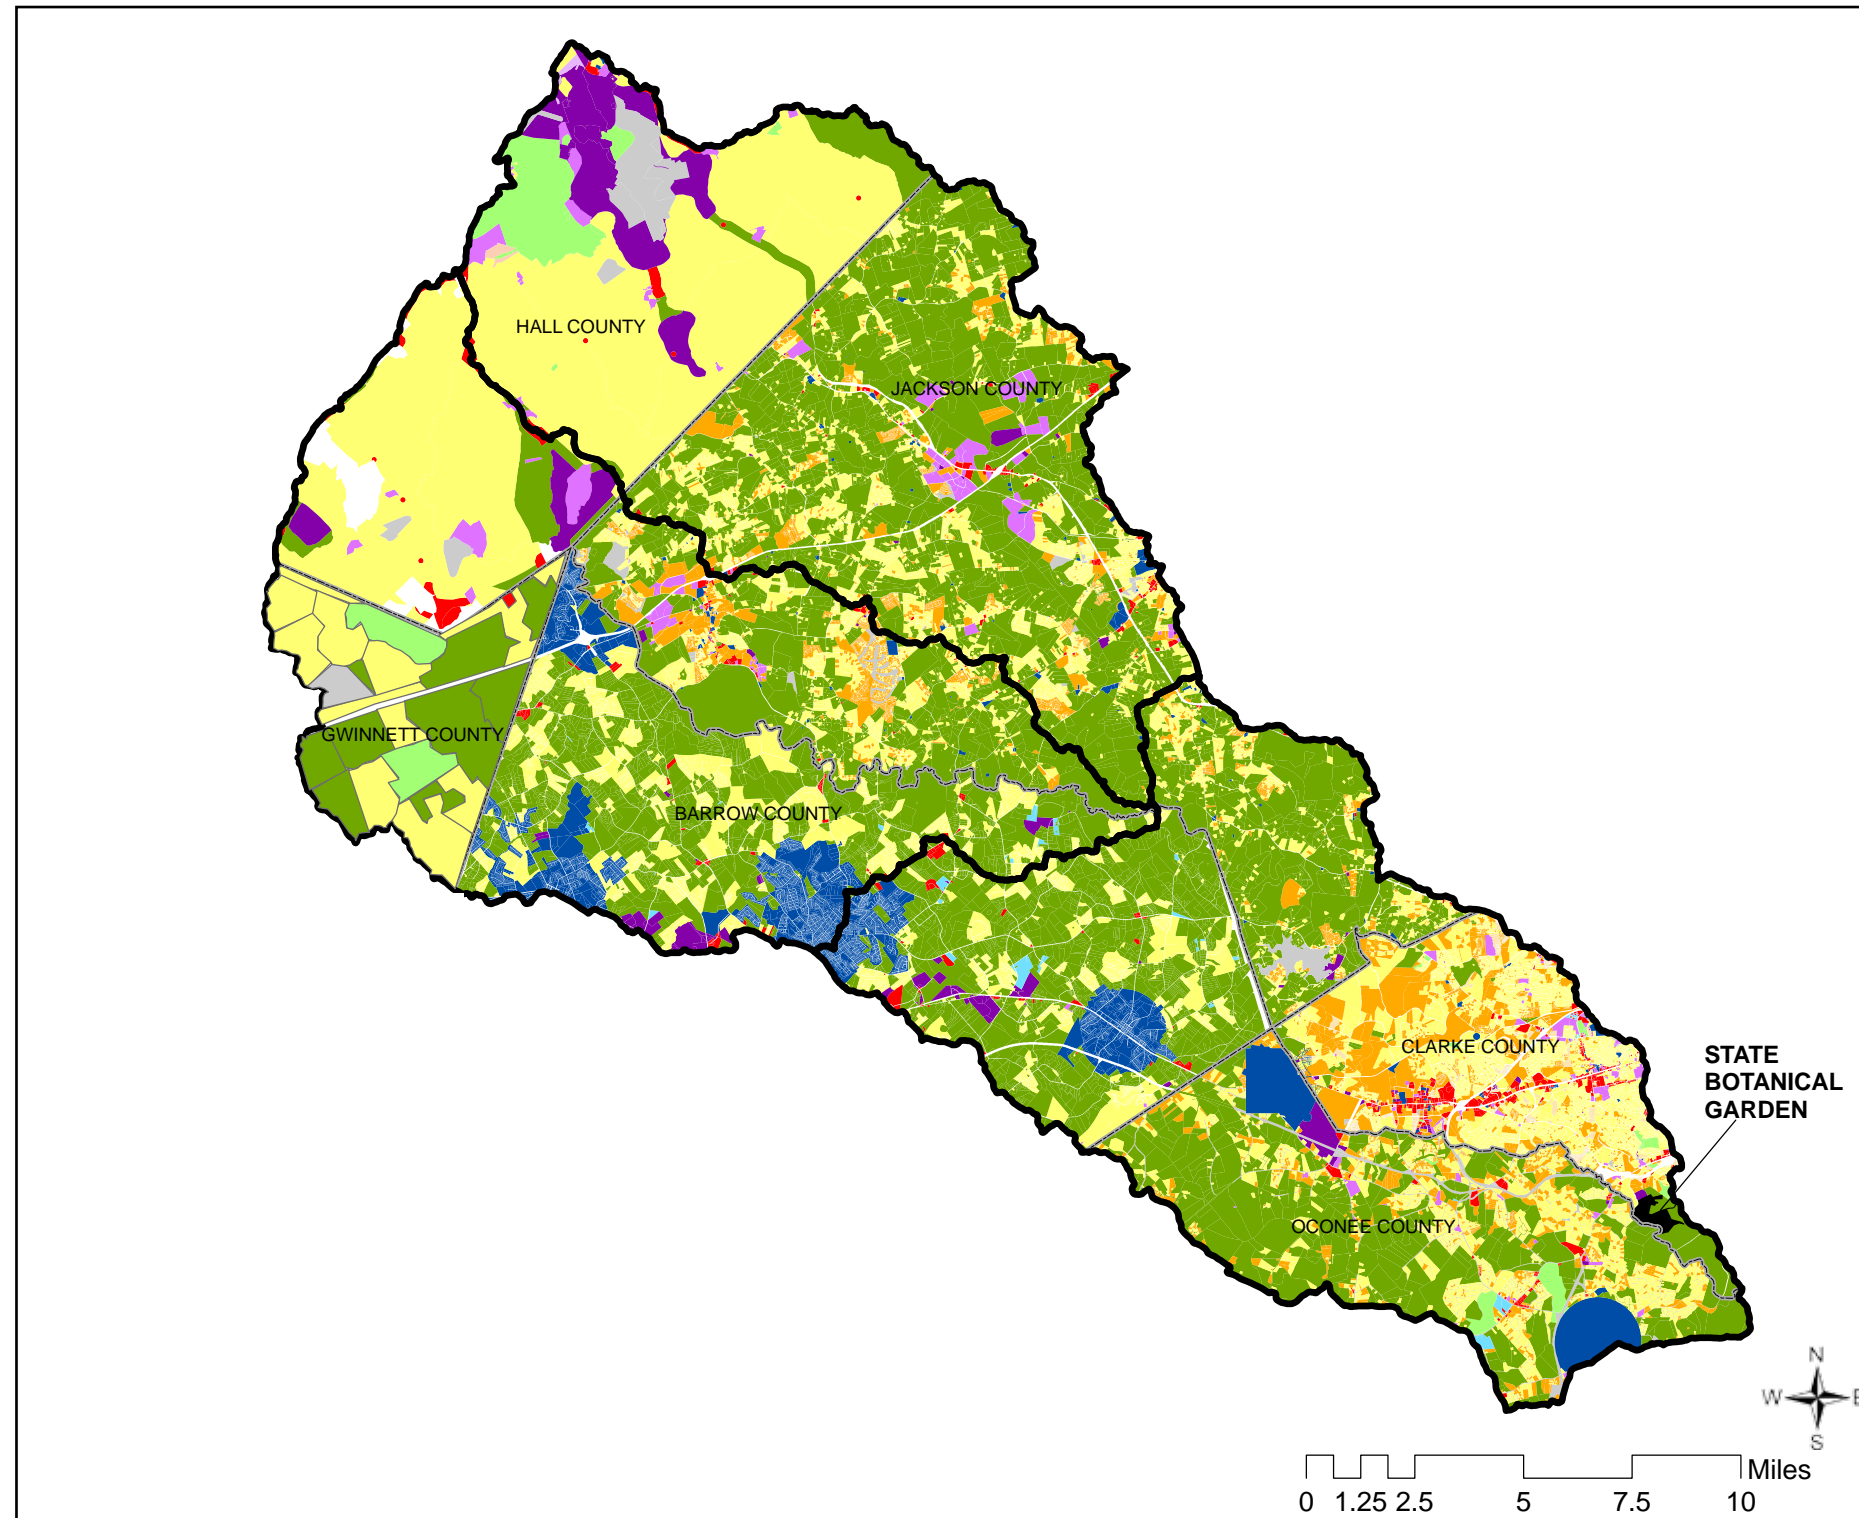 HALL COUNTY
JACKSON COUNTY
GWINNETT COUNTY
BARROW COUNTY
CLARKE COUNTY
STATE
BOTANICAL
GARDEN
OCONEE COUNTY
N
W E
S
Miles
0 1.25 2.5 5 7.5 10